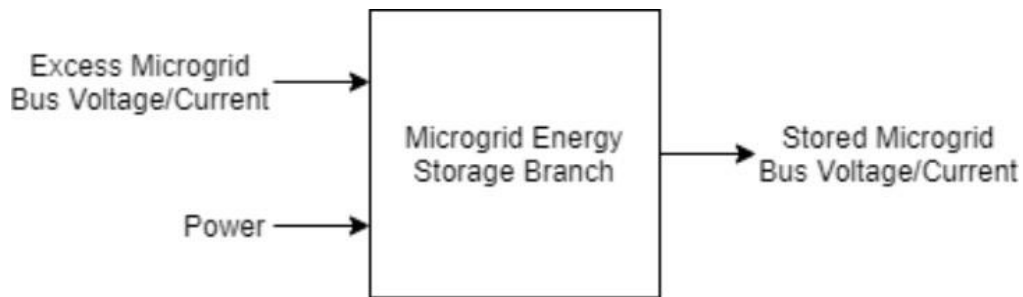 Excess Microgrid
Bus Voltage/Current
Power
Microgrid Energy
Storage Branch
Stored Microgrid
Bus Voltage/Current